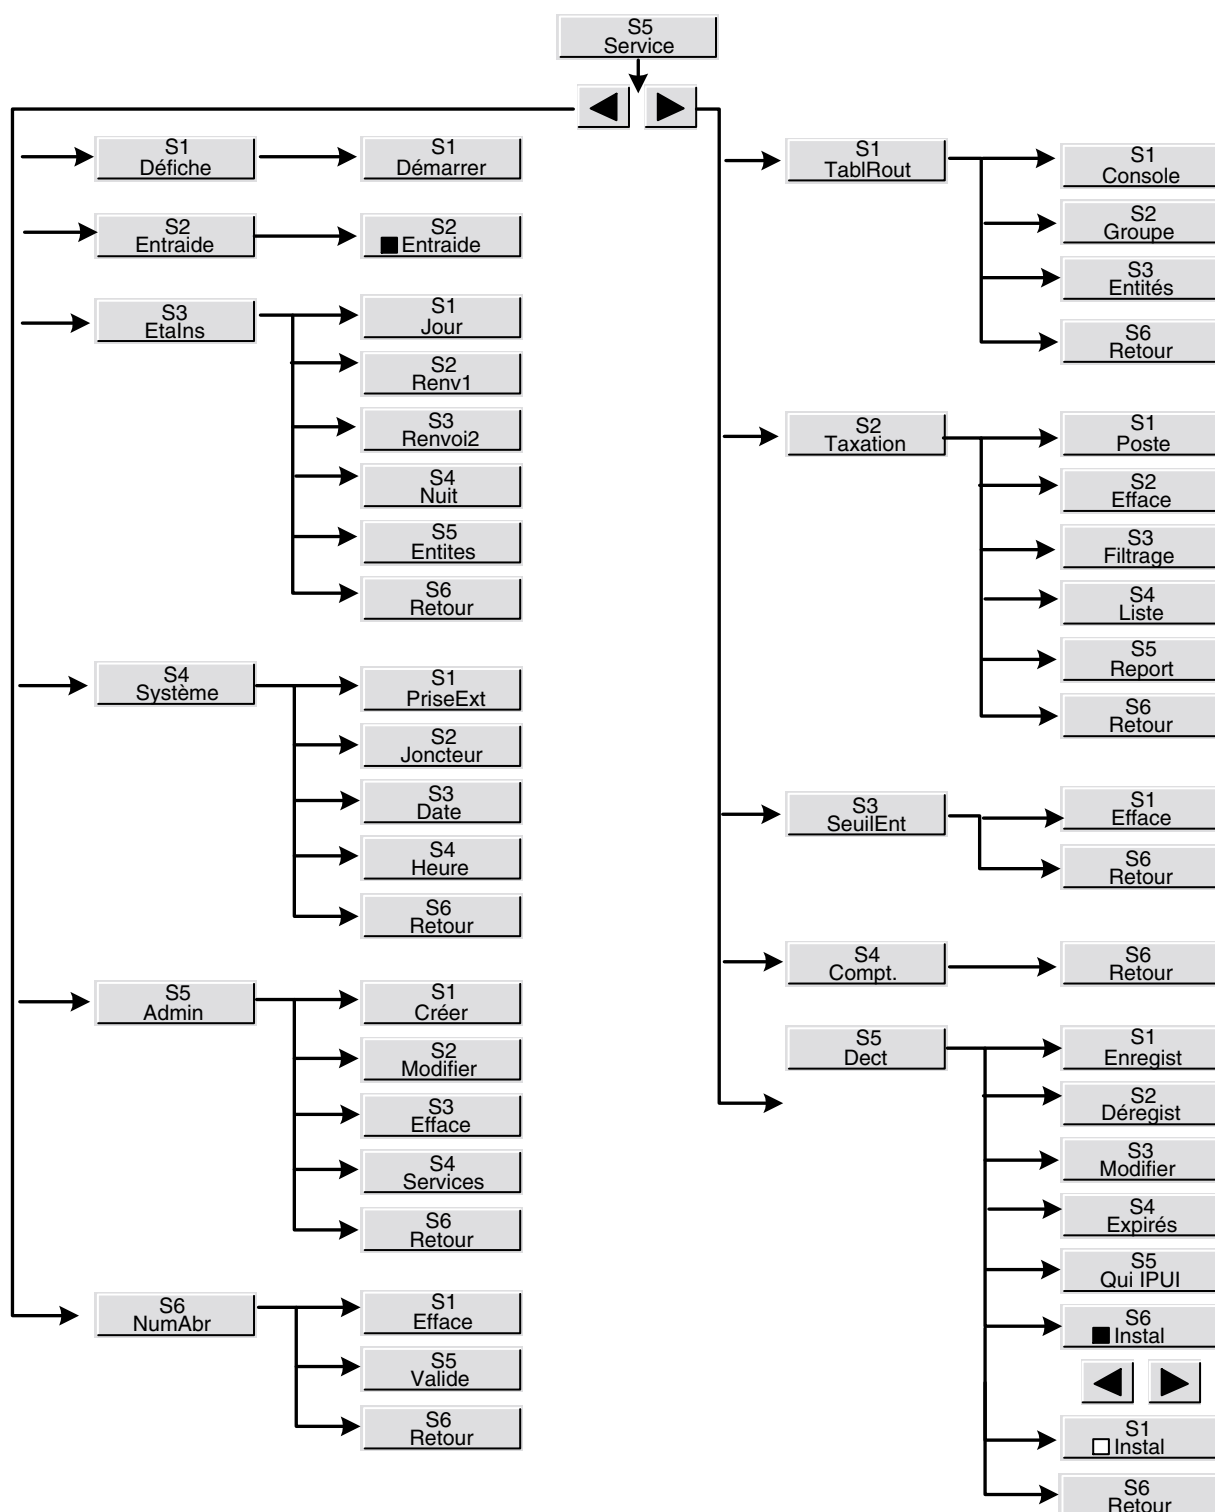 S5
Service
S1
Défiche
S1
Démarrer
S2
Entraide
S2
Entraide
S3
EtaIns
S1
Jour
S2
Renv1
S3
Renvoi2
S4
Nuit
S5
Entites
S6
Retour
S4
Système
S1
PriseExt
S2
Joncteur
S3
Date
S4
Heure
S6
Retour
S5
Admin
S1
Créer
S2
Modifier
S3
Efface
S4
Services
S6
Retour
S6
NumAbr
S1
Efface
S5
Valide
S6
Retour
S1
TablRout
S1
Console
S2
Groupe
S3
Entités
S6
Retour
S2
Taxation
S1
Poste
S2
Efface
S3
Filtrage
S4
Liste
S5
Report
S6
Retour
S3
SeuilEnt
S1
Efface
S6
Retour
S4
Compt.
S6
Retour
S5
Dect
S1
Enregist
S2
Déregist
S3
Modifier
S4
Expirés
S5
Qui IPUI
S6
Instal
S1
Instal
S6
Retour